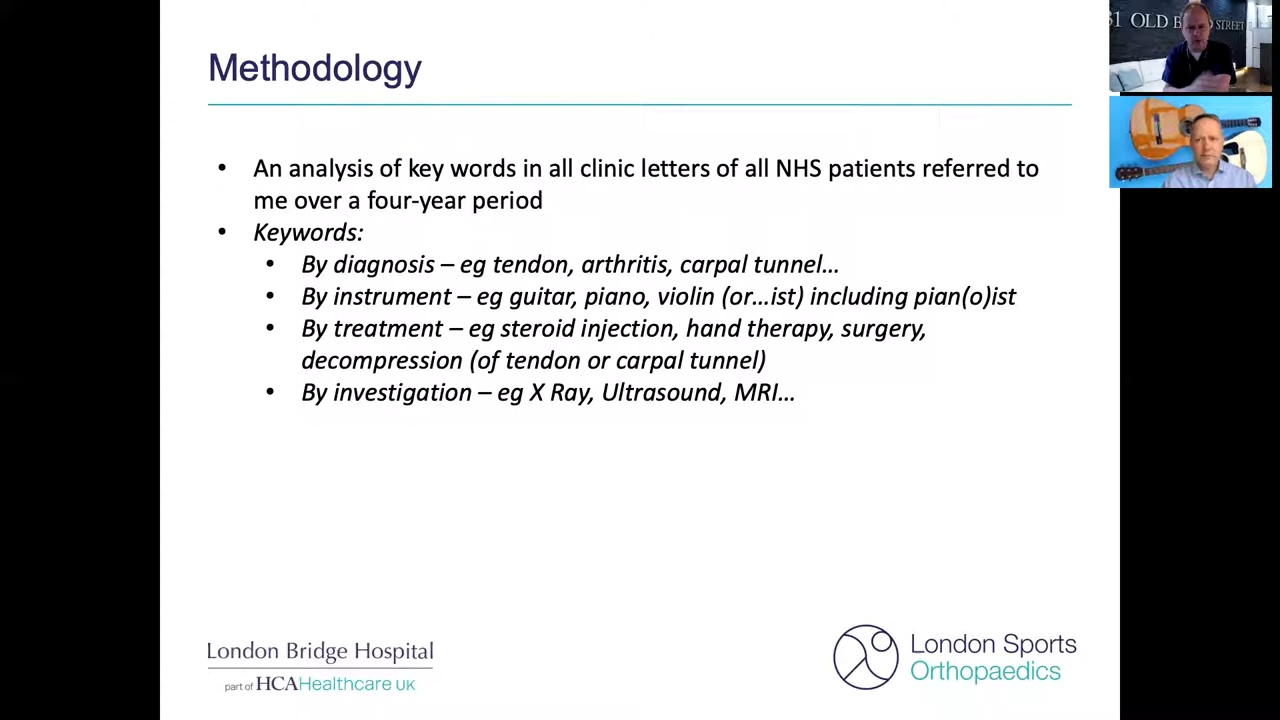 Methodology
• An analysis of key words in all clinic letters of all NHS patients referred to
me over a four-year period
• Keywords:
• By diagnosis – eg tendon, arthritis, carpal tunnel…
• By instrument – eg guitar, piano, violin (or…ist) including pian(o)ist
• By treatment – eg steroid injection, hand therapy, surgery,
decompression (of tendon or carpal tunnel)
• By investigation – eg X Ray, Ultrasound, MRI…
London Bridge Hospital
part of HCAHealthcare UK
London Sports
Orthopaedics
31 OLD B STREET